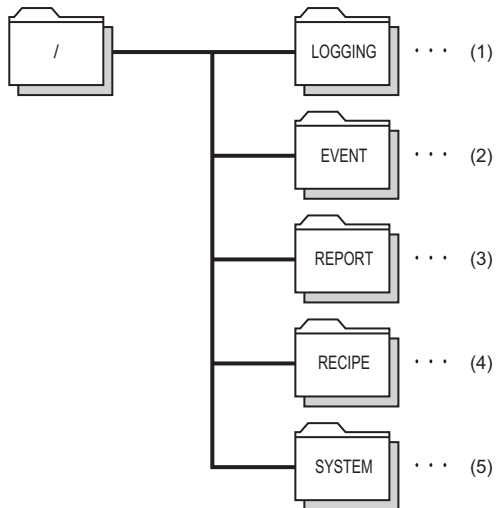 /
LOGGING · · · (1)
EVENT · · · (2)
REPORT · · · (3)
RECIPE · · · (4)
SYSTEM · · · (5)